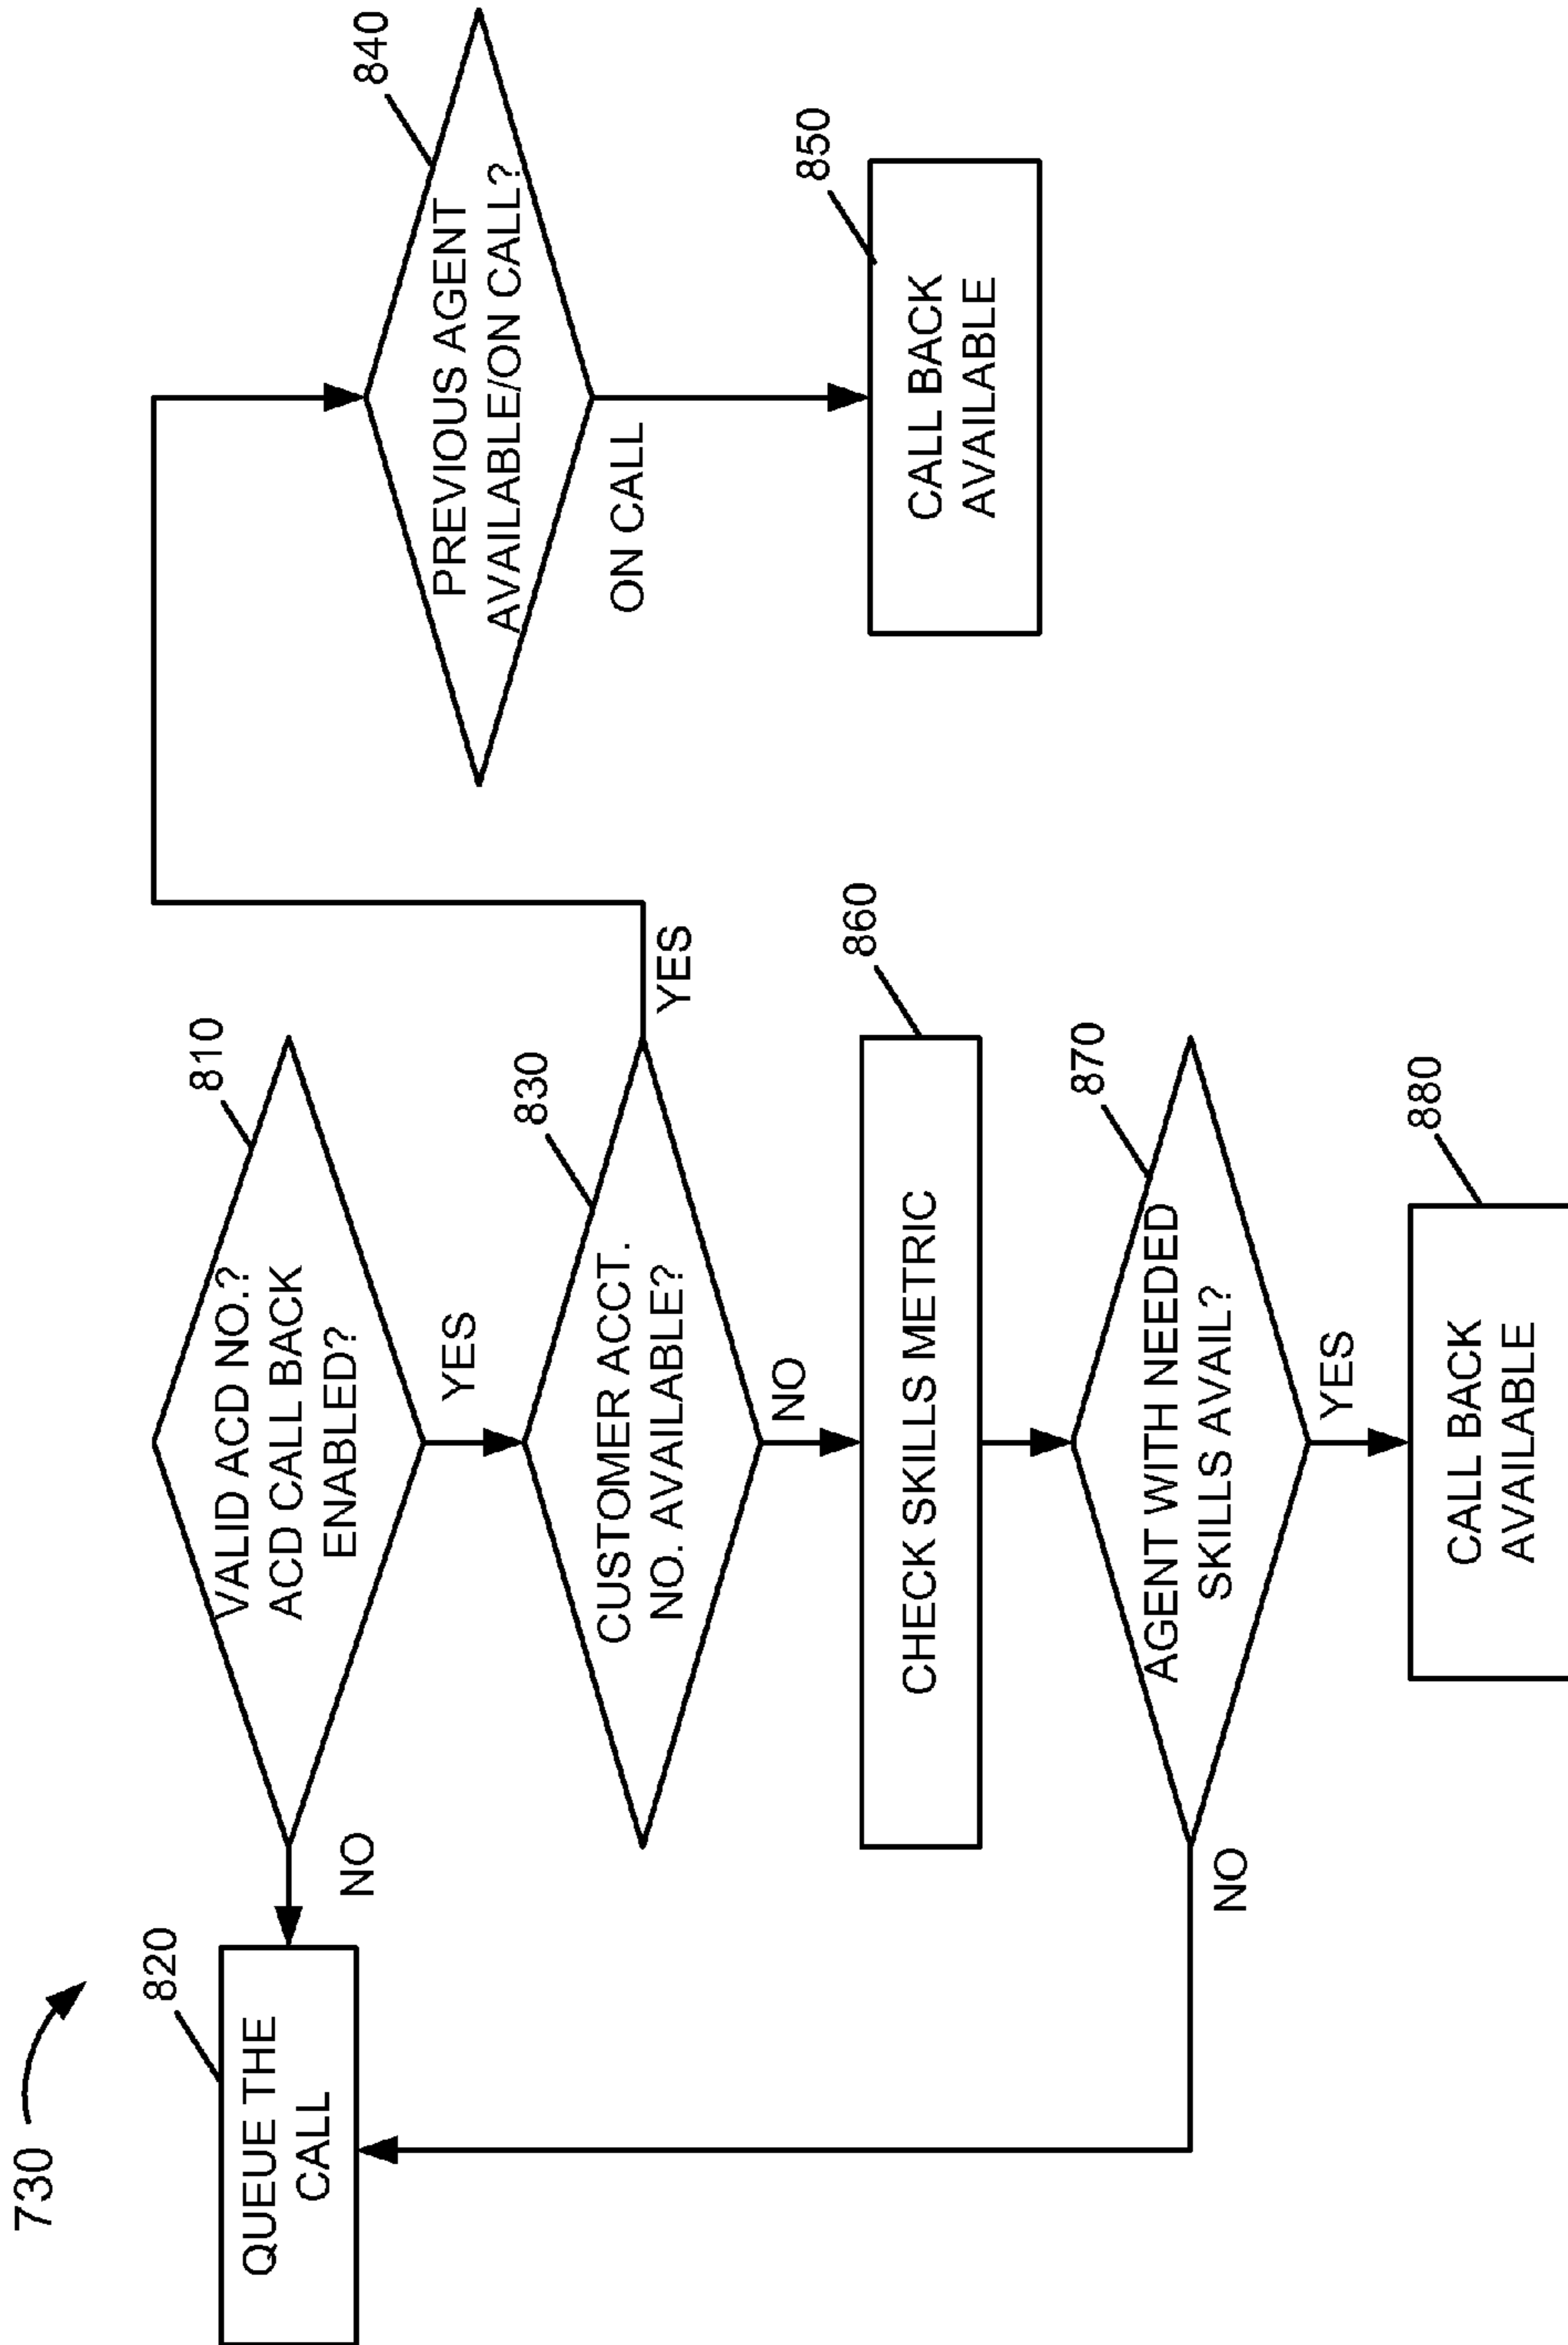 730
820
QUEUE THE
CALL
NO
810
VALID ACD NO.?
ACD CALL BACK
ENABLED?
YES
830
CUSTOMER ACCT.
NO. AVAILABLE?
YES
840
PREVIOUS AGENT
AVAILABLE/ON CALL?
ON CALL
850
CALL BACK
AVAILABLE
NO
860
CHECK SKILLS METRIC
870
AGENT WITH NEEDED
SKILLS AVAIL?
NO
YES
880
CALL BACK
AVAILABLE